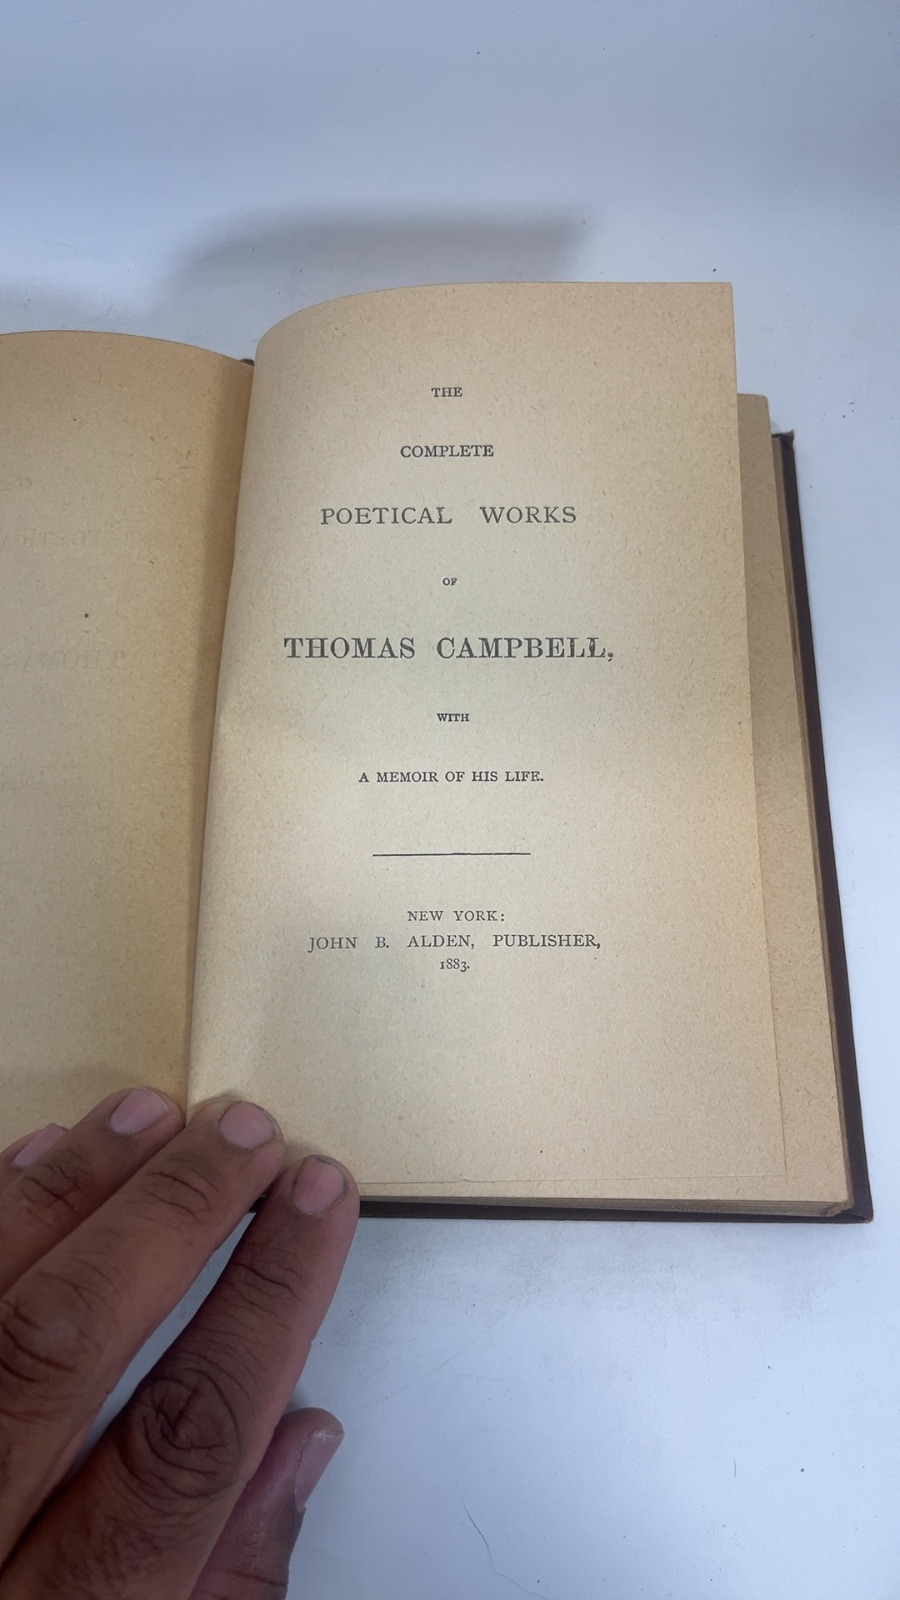 THE
COMPLETE
POETICAL WORKS
OF
THOMAS CAMPBELL,
WITH
A MEMOIR OF HIS LIFE.
NEW YORK:
JOHN B. ALDEN, PUBLISHER,
1883.